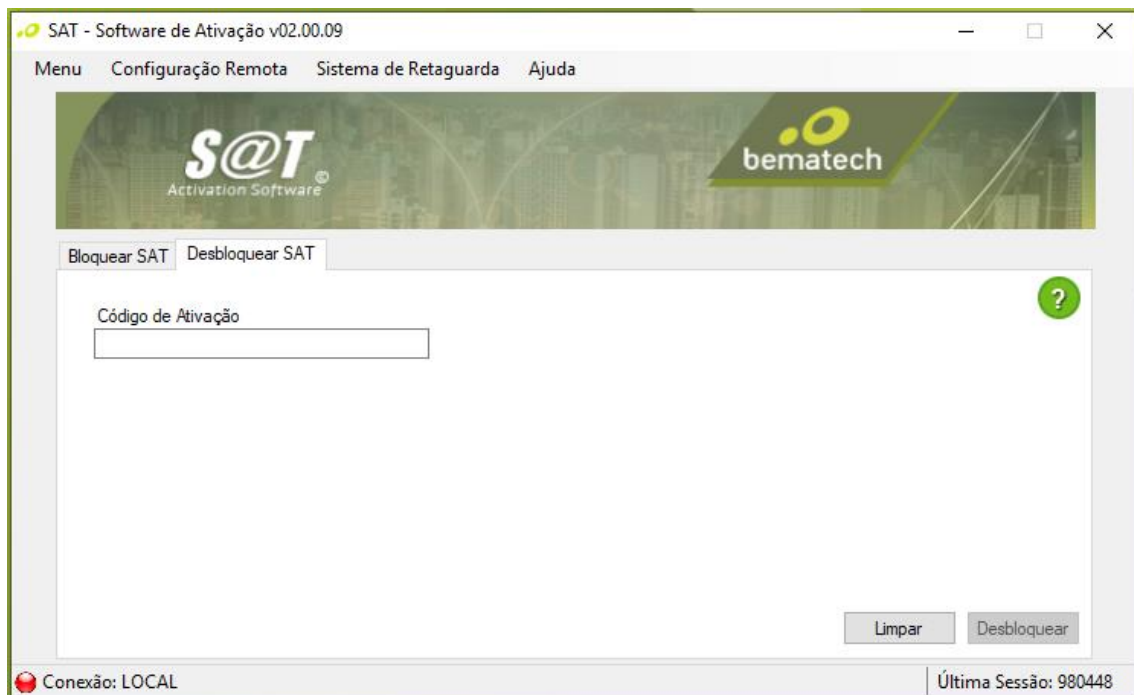 SAT - Software de Ativação v02.00.09
Menu Configuração Remota Sistema de Retaguarda Ajuda
S@T ©
Activation Software
bematech
Bloquear SAT Desbloquear SAT
?
Código de Ativação
Limpar Desbloquear
Conexão: LOCAL Última Sessão: 980448